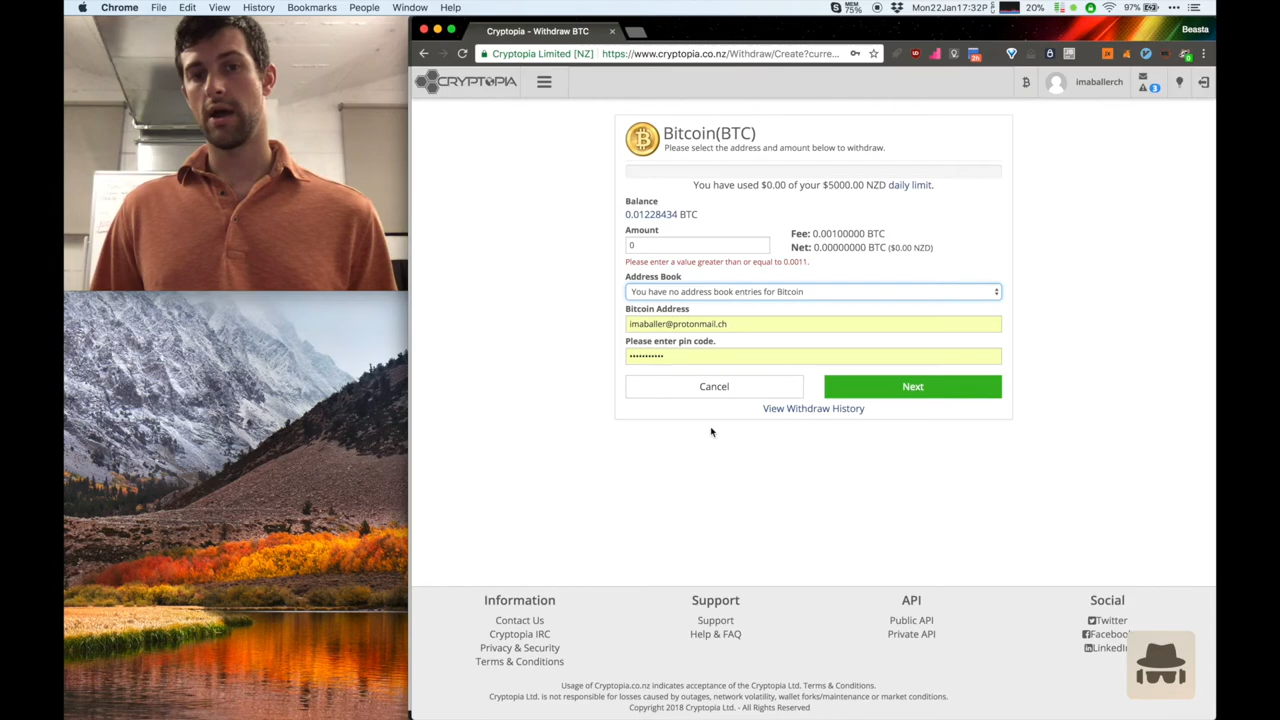 Chrome File Edit View History Bookmarks People Window Help
MEM 75% Mon22Jan17:32P 20% 97%
Cryptopia - Withdraw BTC
Beasta
Cryptopia Limited [NZ] https://www.cryptopia.co.nz/Withdraw/Create?curre...
CRYPTOPIA
imaballerch
3
Bitcoin(BTC)
Please select the address and amount below to withdraw.
You have used $0.00 of your $5000.00 NZD daily limit.
Balance
0.01228434 BTC
Amount
0
Fee: 0.00100000 BTC
Net: 0.00000000 BTC ($0.00 NZD)
Please enter a value greater than or equal to 0.0011.
Address Book
You have no address book entries for Bitcoin
Bitcoin Address
imaballer@protonmail.ch
Please enter pin code.
•••••••••••
Cancel
Next
View Withdraw History
Information
Contact Us
Cryptopia IRC
Privacy & Security
Terms & Conditions
Support
Support
Help & FAQ
API
Public API
Private API
Social
Twitter
Facebook
LinkedIn
Usage of Cryptopia.co.nz indicates acceptance of the Cryptopia Ltd. Terms & Conditions.
Cryptopia Ltd. is not responsible for losses caused by outages, network volatility, wallet forks/maintenance or market conditions.
Copyright 2018 Cryptopia Ltd. - All Rights Reserved